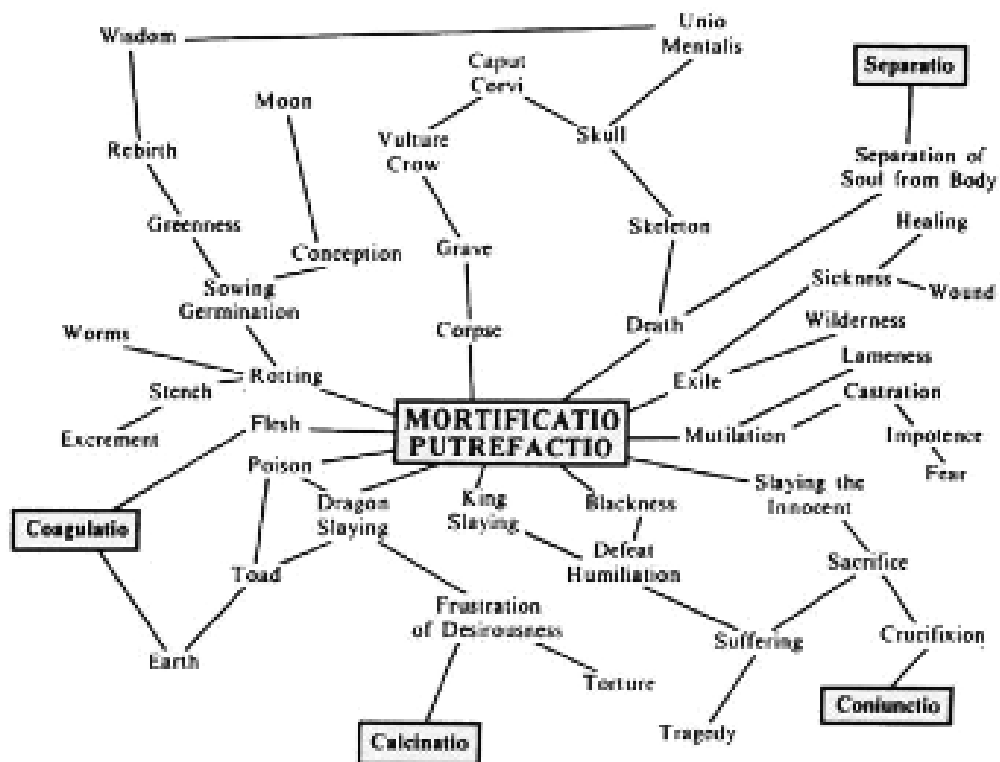 Wisdom
Unio
Mentalis
Caput
Corvi
Separatio
Moon
Vulture
Crow
Skull
Rebirth
Separation of
Soul from Body
Greenness
Skeleton
Healing
Conception
Grave
Sickness
Wound
Sowing
Germination
Worms
Corpse
Death
Wilderness
Lameness
Rotting
Exile
Stench
Castration
Excrement
Flesh
MORTIFICATIO
PUTREFACTIO
Mutilation
Impotence
Fear
Poison
Dragon
Slaying
King
Slaying
Blackness
Slaying the
Innocent
Coagulatio
Toad
Defeat
Humiliation
Sacrifice
Frustration
of Desirousness
Suffering
Crucifixion
Earth
Torture
Coniunctio
Calcinatio
Tragedy